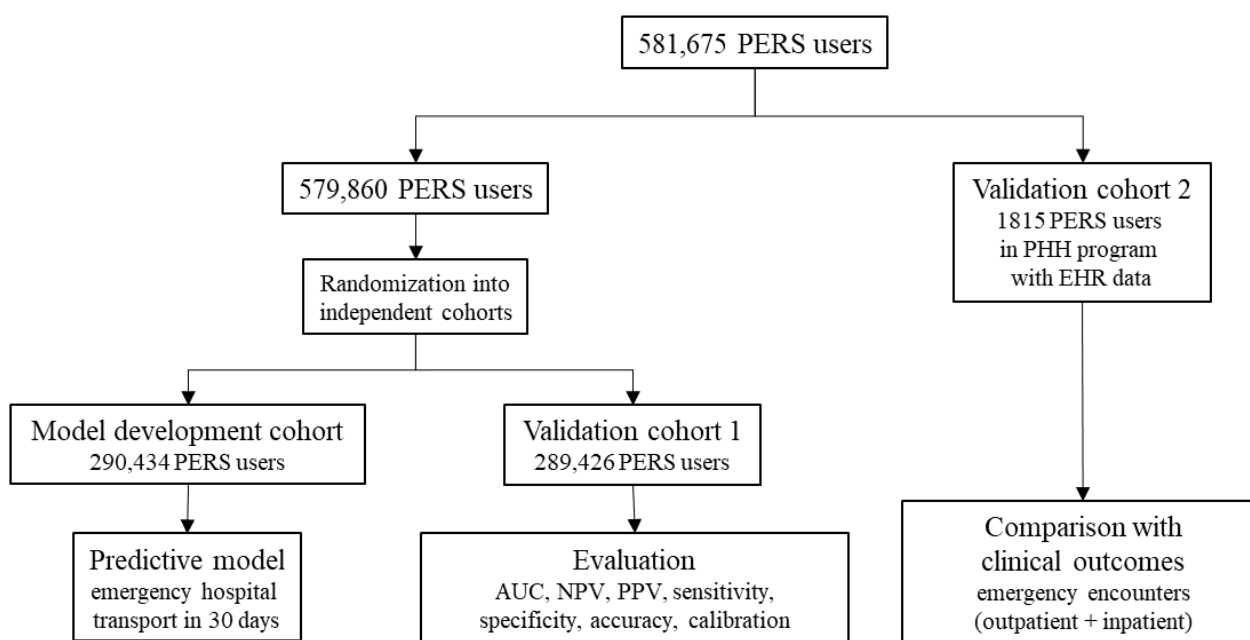 581,675 PERS users
579,860 PERS users
Validation cohort 2
1815 PERS users
in PHH program
with EHR data
Randomization into
independent cohorts
Model development cohort
290,434 PERS users
Validation cohort 1
289,426 PERS users
Predictive model
emergency hospital
transport in 30 days
Evaluation
AUC, NPV, PPV, sensitivity,
specificity, accuracy, calibration
Comparison with
clinical outcomes
emergency encounters
(outpatient + inpatient)